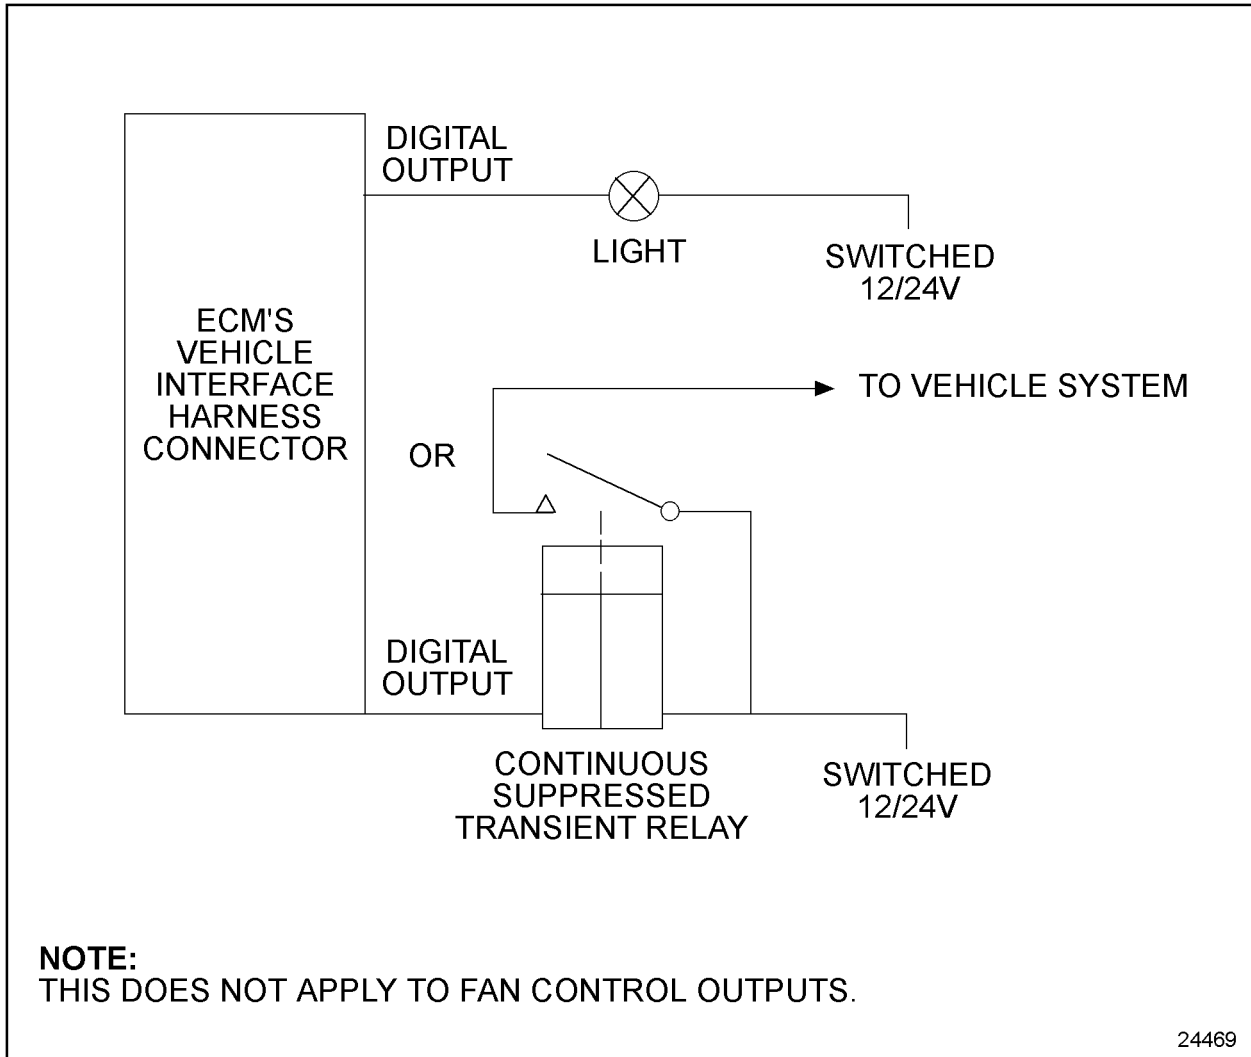 DIGITAL
OUTPUT
LIGHT
SWITCHED
12/24V
ECM'S
VEHICLE
INTERFACE
HARNESS
CONNECTOR
TO VEHICLE SYSTEM
OR
DIGITAL
OUTPUT
CONTINUOUS
SUPPRESSED
TRANSIENT RELAY
SWITCHED
12/24V
NOTE:
THIS DOES NOT APPLY TO FAN CONTROL OUTPUTS.
24469